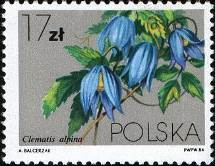 17zł
Clematis alpina
POLSKA
A. BALCERZAK
PWPW 84